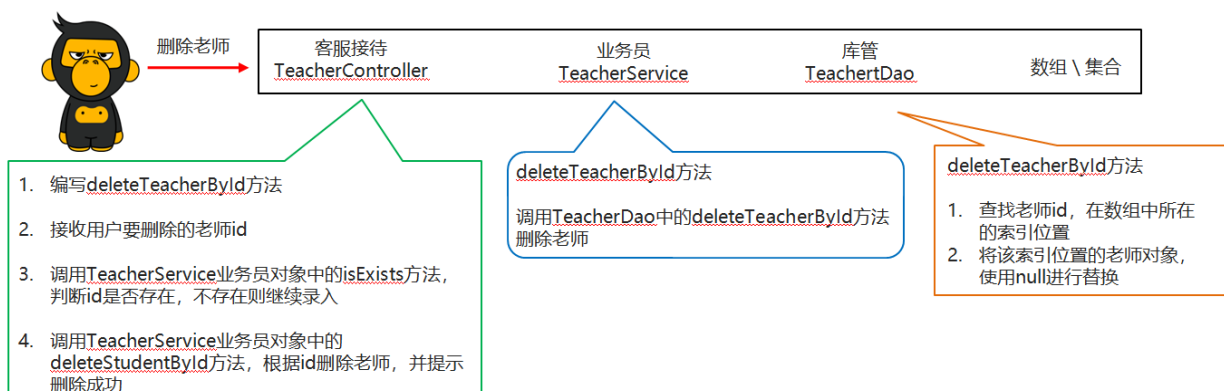 删除老师
客服接待
TeacherController
业务员
TeacherService
库管
TeachertDao
数组 \ 集合
1. 编写deleteTeacherById方法
2. 接收用户要删除的老师id
3. 调用TeacherService业务员对象中的isExists方法，
判断id是否存在，不存在则继续录入
4. 调用TeacherService业务员对象中的
deleteStudentById方法，根据id删除老师，并提示
删除成功
deleteTeacherById方法
调用TeacherDao中的deleteTeacherById方法
删除老师
deleteTeacherById方法
1. 查找老师id，在数组中所在
的索引位置
2. 将该索引位置的老师对象，
使用null进行替换